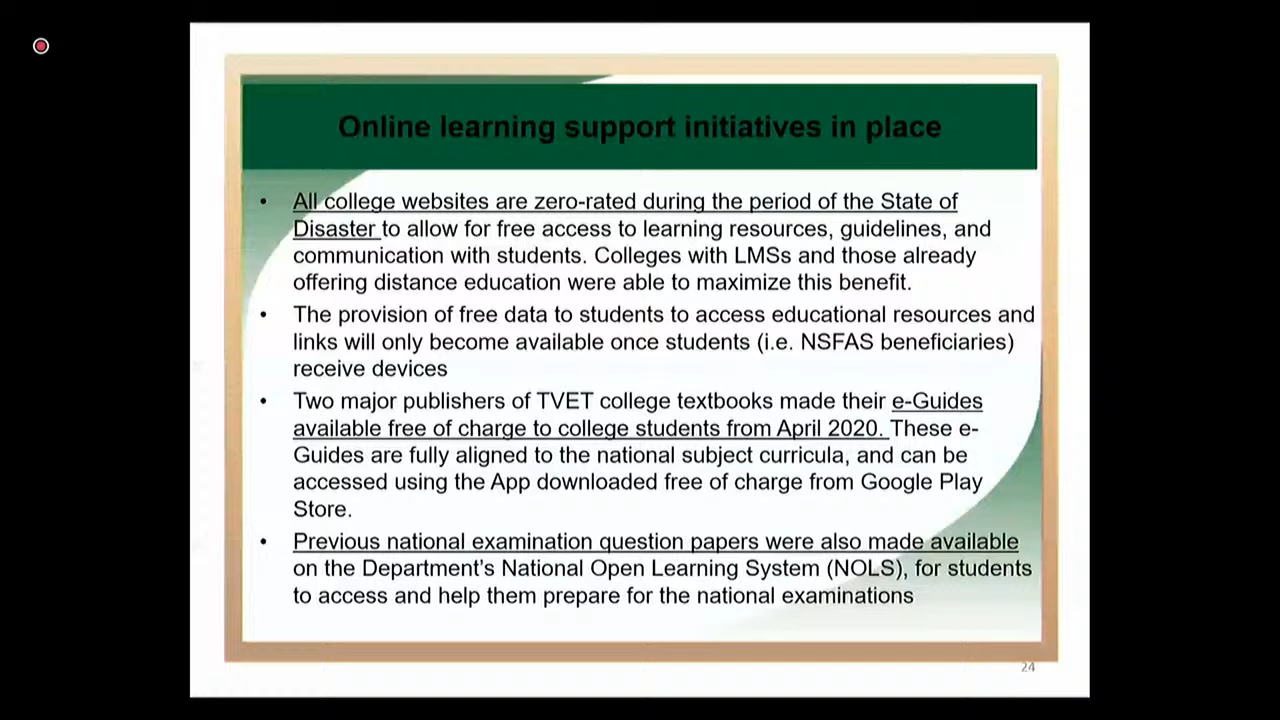 Online learning support initiatives in place
• All college websites are zero-rated during the period of the State of
Disaster to allow for free access to learning resources, guidelines, and
communication with students. Colleges with LMSs and those already
offering distance education were able to maximize this benefit.
• The provision of free data to students to access educational resources and
links will only become available once students (i.e. NSFAS beneficiaries)
receive devices
• Two major publishers of TVET college textbooks made their e-Guides
available free of charge to college students from April 2020. These e-
Guides are fully aligned to the national subject curricula, and can be
accessed using the App downloaded free of charge from Google Play
Store.
• Previous national examination question papers were also made available
on the Department's National Open Learning System (NOLS), for students
to access and help them prepare for the national examinations
24